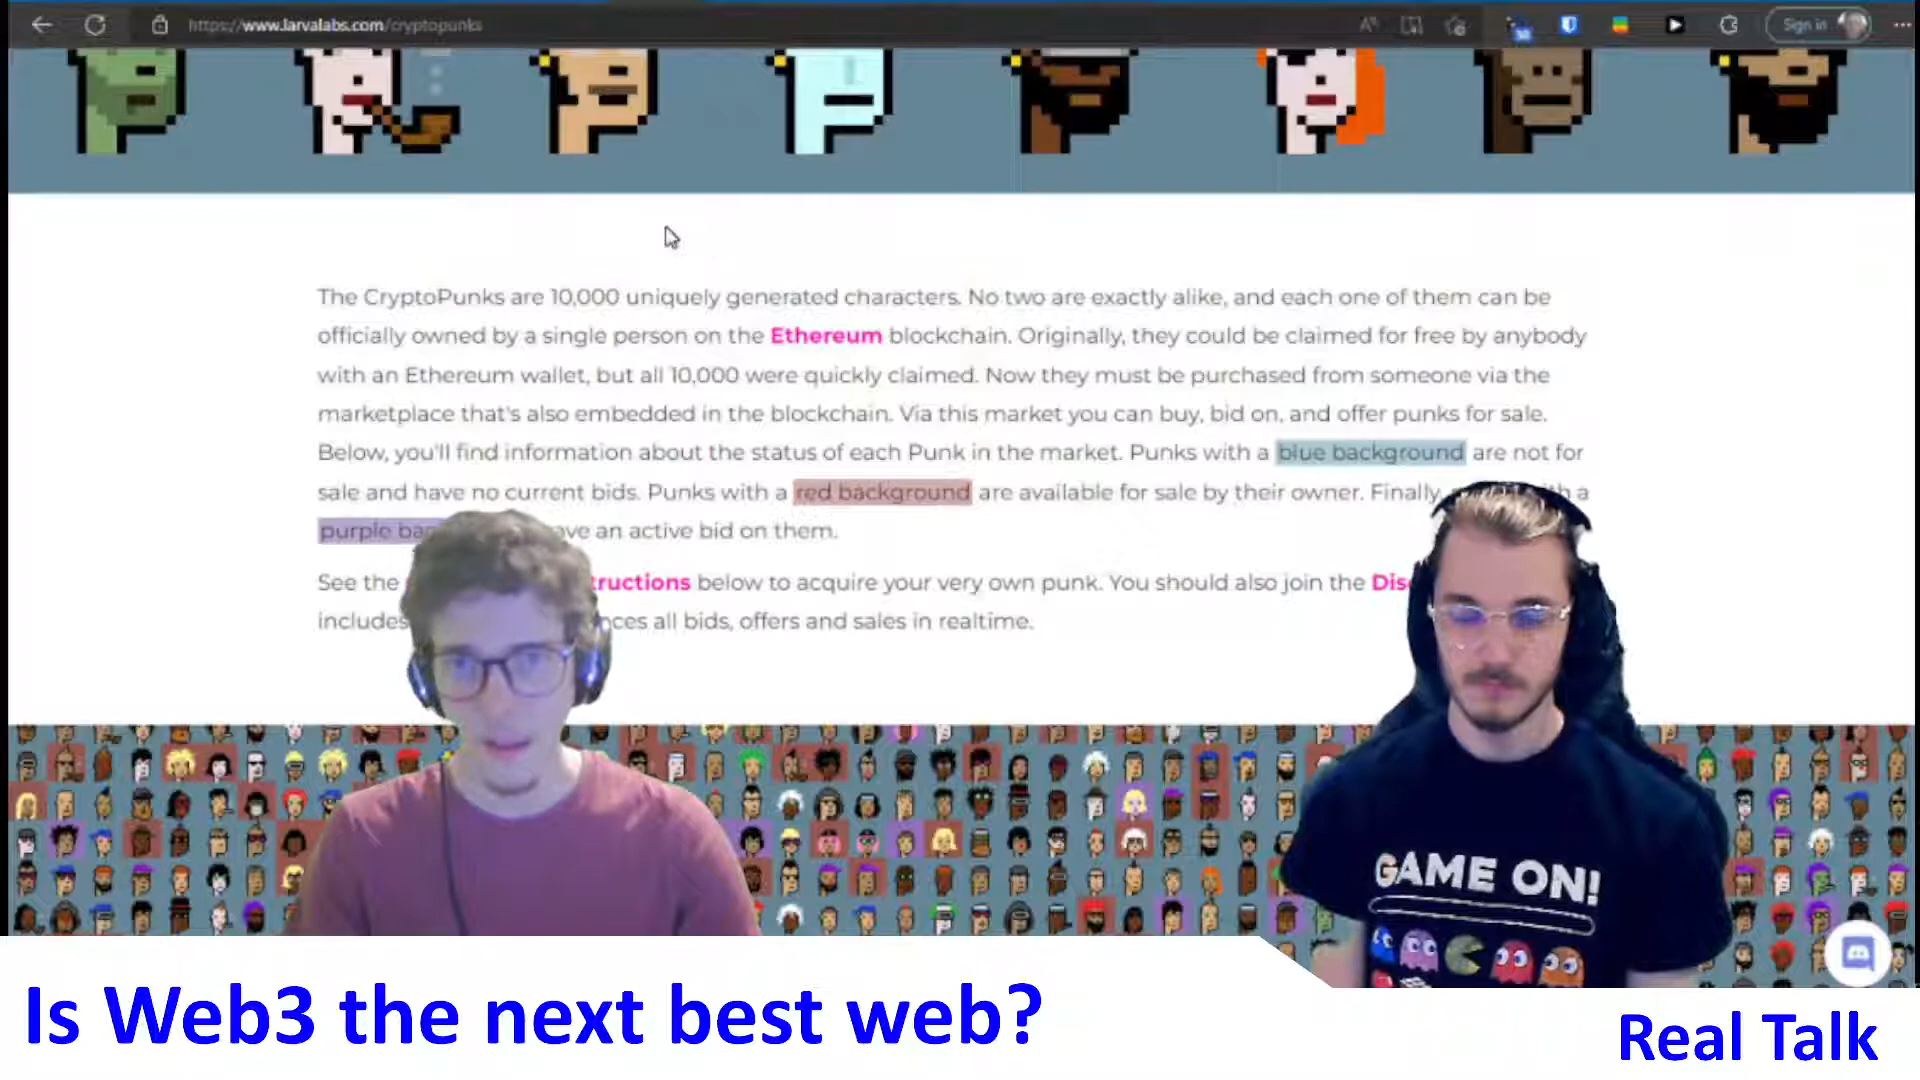 https://www.larvalabs.com/cryptopunks
Sign in
The CryptoPunks are 10,000 uniquely generated characters. No two are exactly alike, and each one of them can be
officially owned by a single person on the Ethereum blockchain. Originally, they could be claimed for free by anybody
with an Ethereum wallet, but all 10,000 were quickly claimed. Now they must be purchased from someone via the
marketplace that's also embedded in the blockchain. Via this market you can buy, bid on, and offer punks for sale.
Below, you'll find information about the status of each Punk in the market. Punks with a blue background are not for
sale and have no current bids. Punks with a red background are available for sale by their owner. Finally, a
purple an active bid on them.
See the below to acquire your very own punk. You should also join the
includes all bids, offers and sales in realtime.
GAME ON!
Is Web3 the next best web?
Real Talk